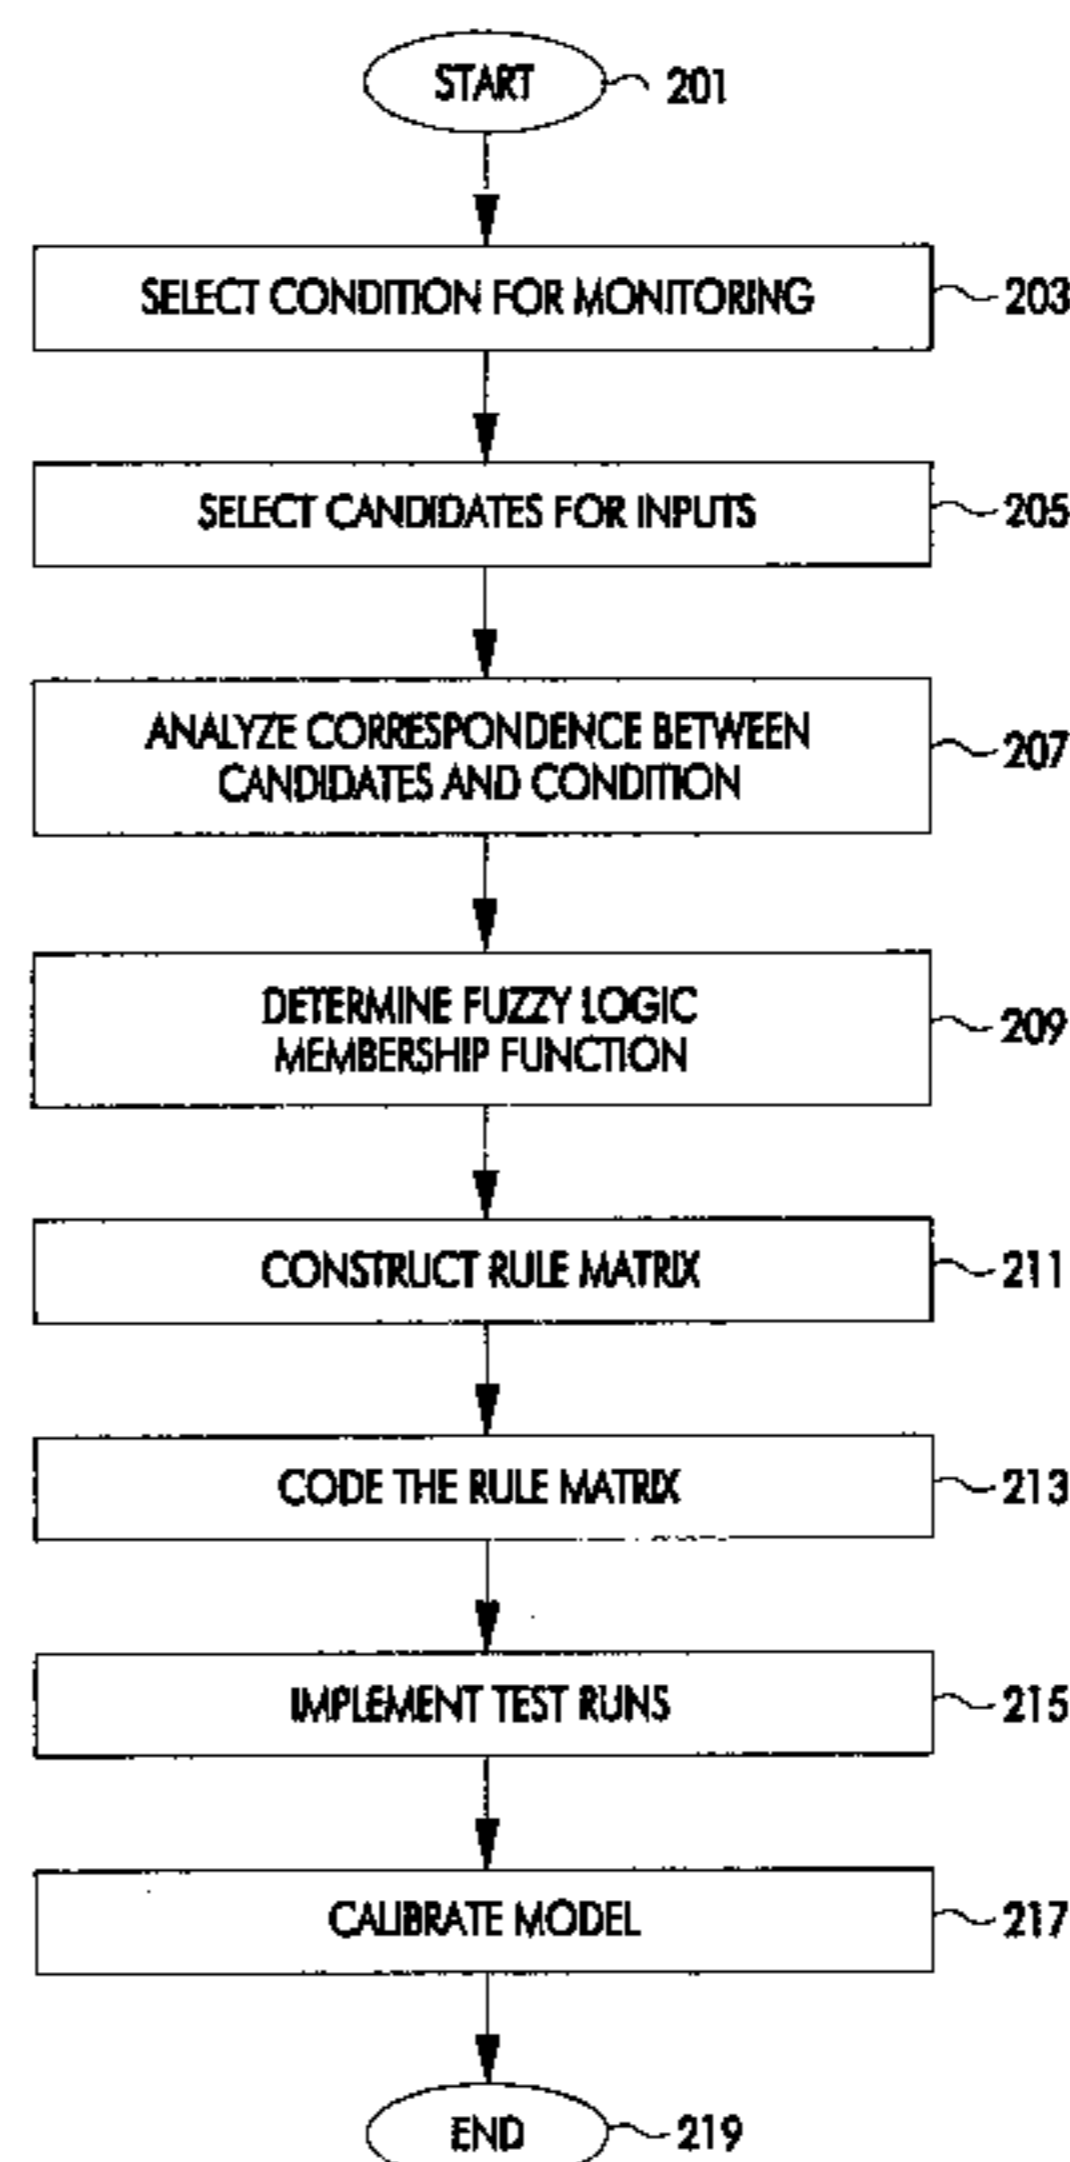 START
201
SELECT CONDITION FOR MONITORING
203
SELECT CANDIDATES FOR INPUTS
205
ANALYZE CORRESPONDENCE BETWEEN
CANDIDATES AND CONDITION
207
DETERMINE FUZZY LOGIC
MEMBERSHIP FUNCTION
209
CONSTRUCT RULE MATRIX
211
CODE THE RULE MATRIX
213
IMPLEMENT TEST RUNS
215
CALIBRATE MODEL
217
END
219